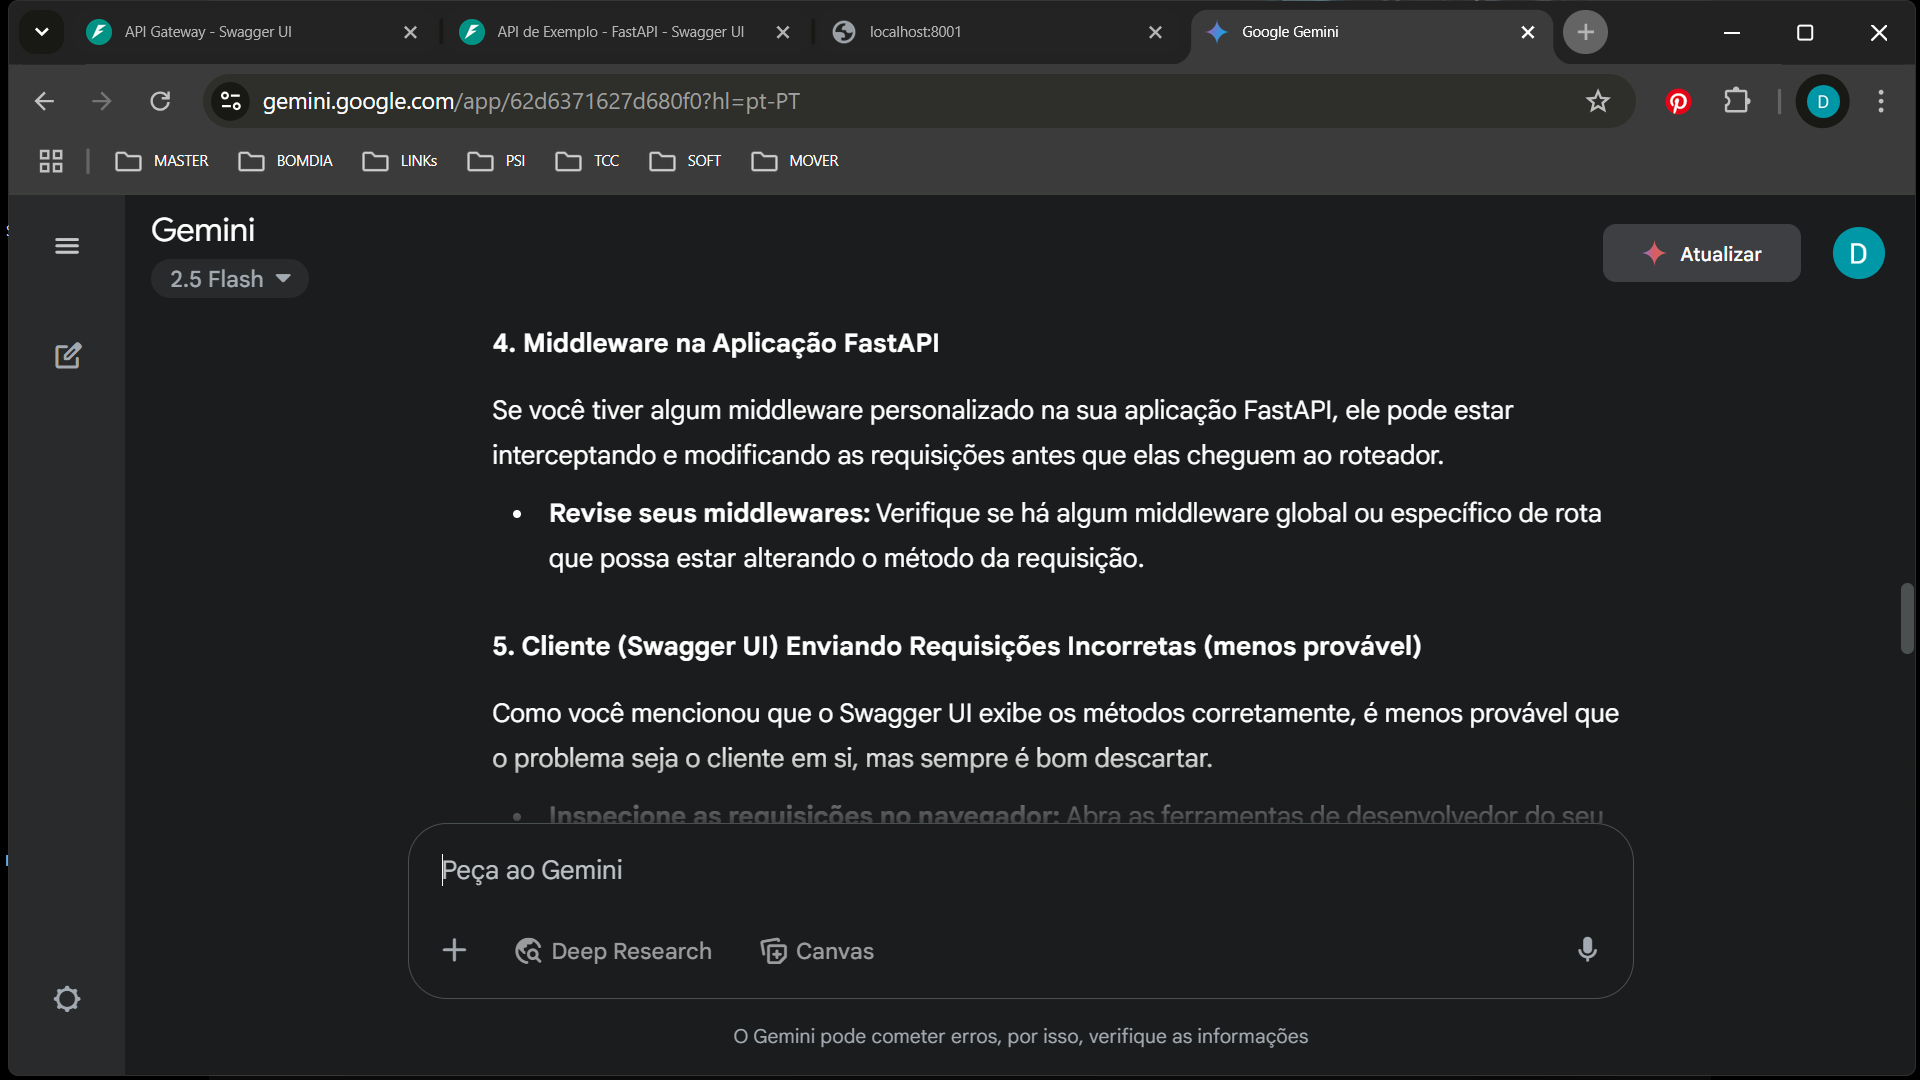 API Gateway - Swagger UI
API de Exemplo - FastAPI - Swagger UI
localhost:8001
Google Gemini
gemini.google.com/app/62d6371627d680f0?hl=pt-PT
D
MASTER
BOMDIA
LINKs
PSI
TCC
SOFT
MOVER
Gemini
2.5 Flash
Atualizar
D
4. Middleware na Aplicação FastAPI
Se você tiver algum middleware personalizado na sua aplicação FastAPI, ele pode estar
interceptando e modificando as requisições antes que elas cheguem ao roteador.
• Revise seus middlewares: Verifique se há algum middleware global ou específico de rota
que possa estar alterando o método da requisição.
5. Cliente (Swagger UI) Enviando Requisições Incorretas (menos provável)
Como você mencionou que o Swagger UI exibe os métodos corretamente, é menos provável que
o problema seja o cliente em si, mas sempre é bom descartar.
• Inspecione as requisições no navegador: Abra as ferramentas de desenvolvedor do seu
Peça ao Gemini
Deep Research
Canvas
O Gemini pode cometer erros, por isso, verifique as informações